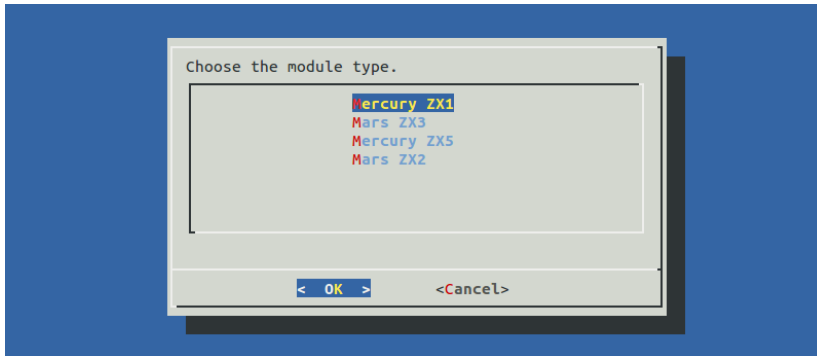 Choose the module type.
Mercury ZX1
Mars ZX3
Mercury ZX5
Mars ZX2
< OK > <Cancel>